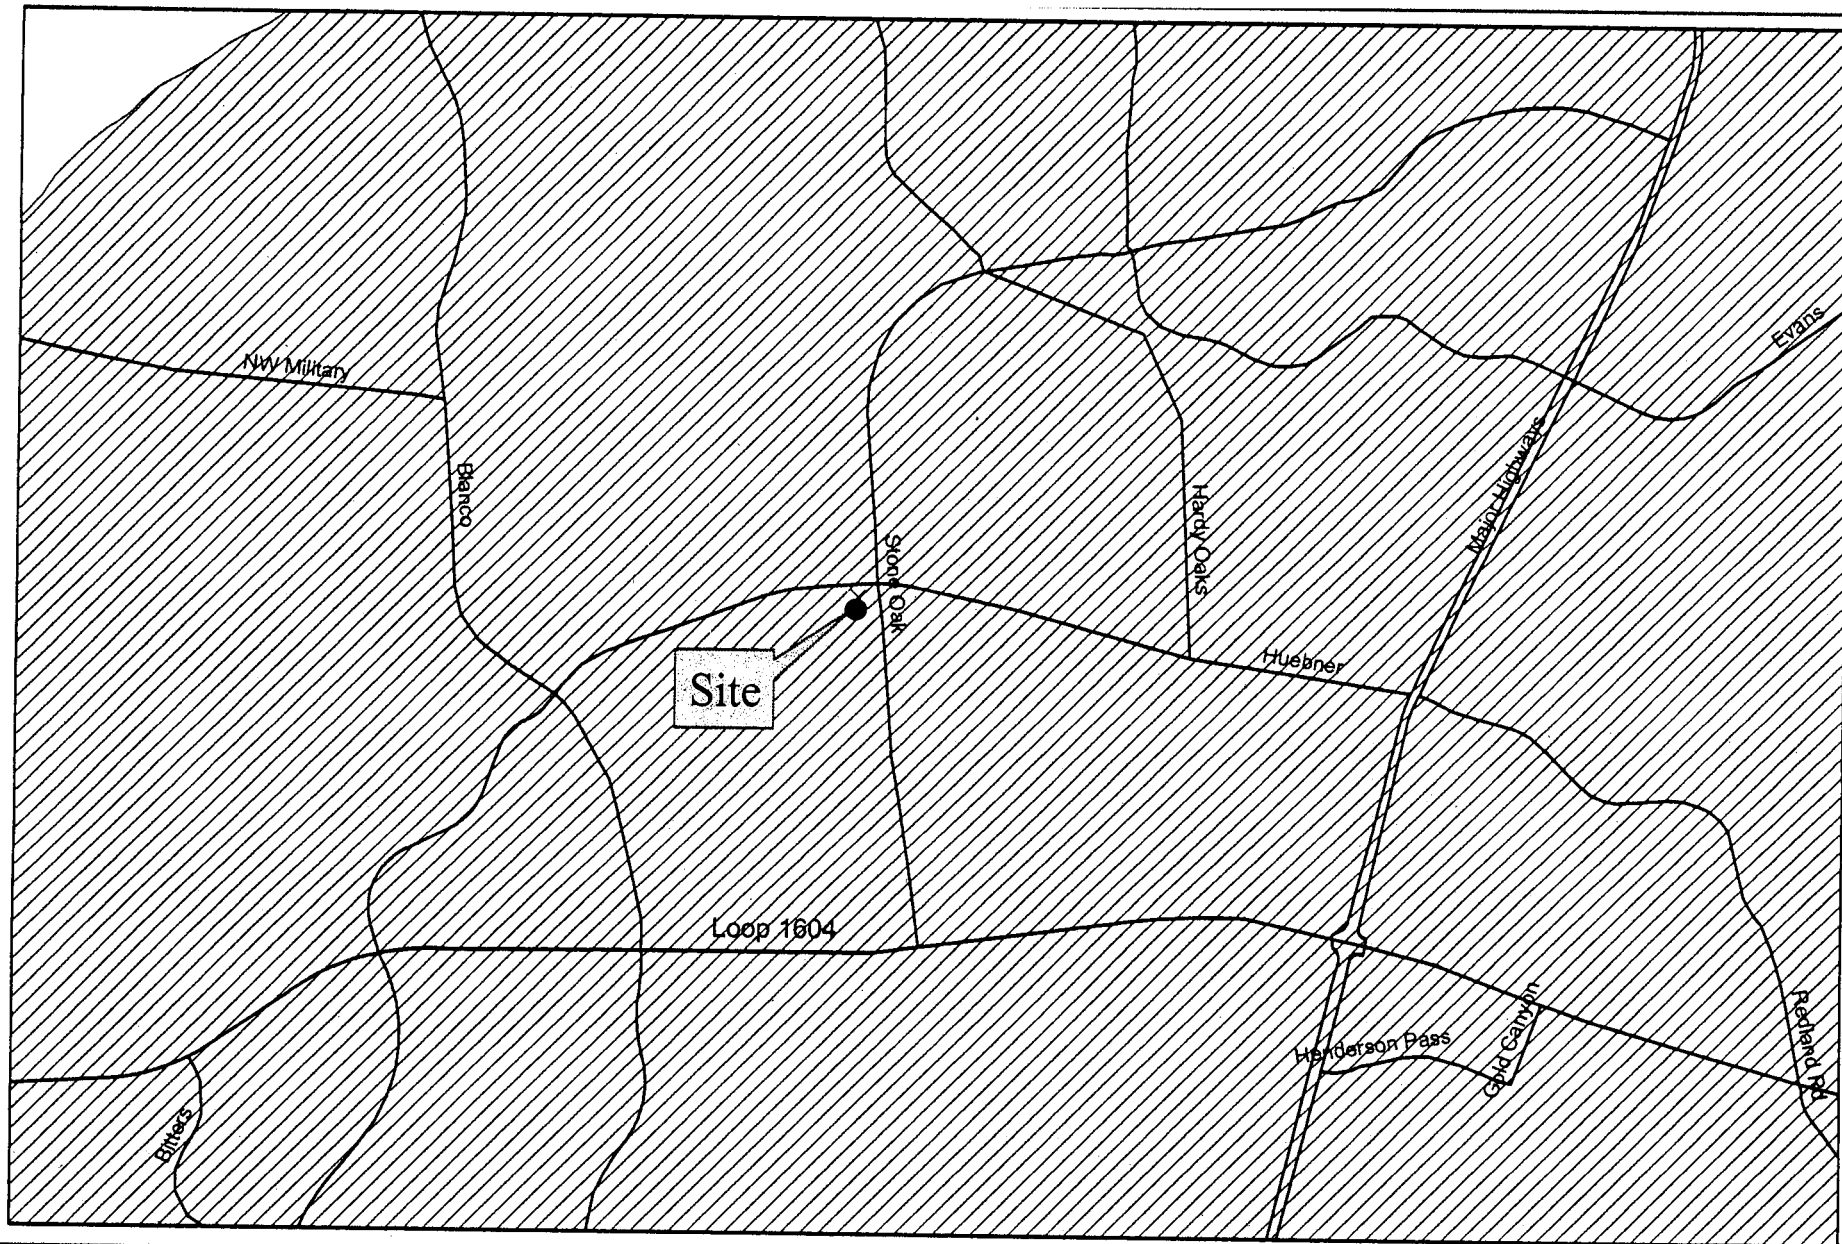 Evans
NW Military
Major Highways
Blanco
Hardy Oaks
Stone Oak
Huebner
Site
Loop 1604
Redland Rd
Gold Canyon
Henderson Pass
Bitters